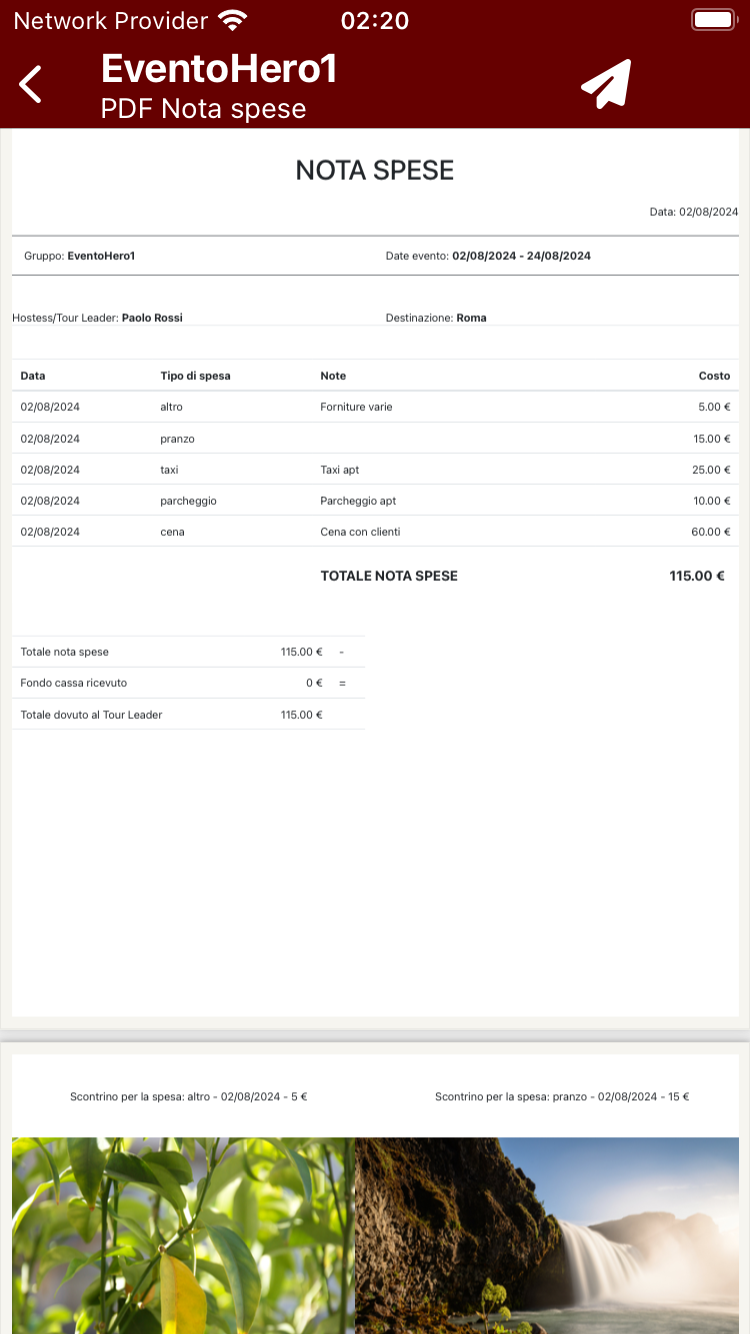 Network Provider 02:20
EventoHero1
PDF Nota spese
NOTA SPESE
Data: 02/08/2024
Gruppo: EventoHero1 Date evento: 02/08/2024 - 24/08/2024
Hostess/Tour Leader: Paolo Rossi Destinazione: Roma
Data Tipo di spesa Note Costo
02/08/2024 altro Forniture varie 5.00 €
02/08/2024 pranzo 15.00 €
02/08/2024 taxi Taxi apt 25.00 €
02/08/2024 parcheggio Parcheggio apt 10.00 €
02/08/2024 cena Cena con clienti 60.00 €
TOTALE NOTA SPESE 115.00 €
Totale nota spese 115.00 € -
Fondo cassa ricevuto 0 € =
Totale dovuto al Tour Leader 115.00 €
Scontrino per la spesa: altro - 02/08/2024 - 5 € Scontrino per la spesa: pranzo - 02/08/2024 - 15 €